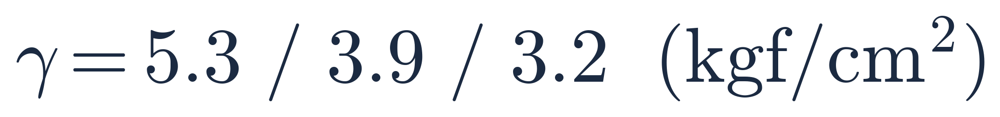 γ = 5.3 / 3.9 / 3.2 (kgf/cm²)